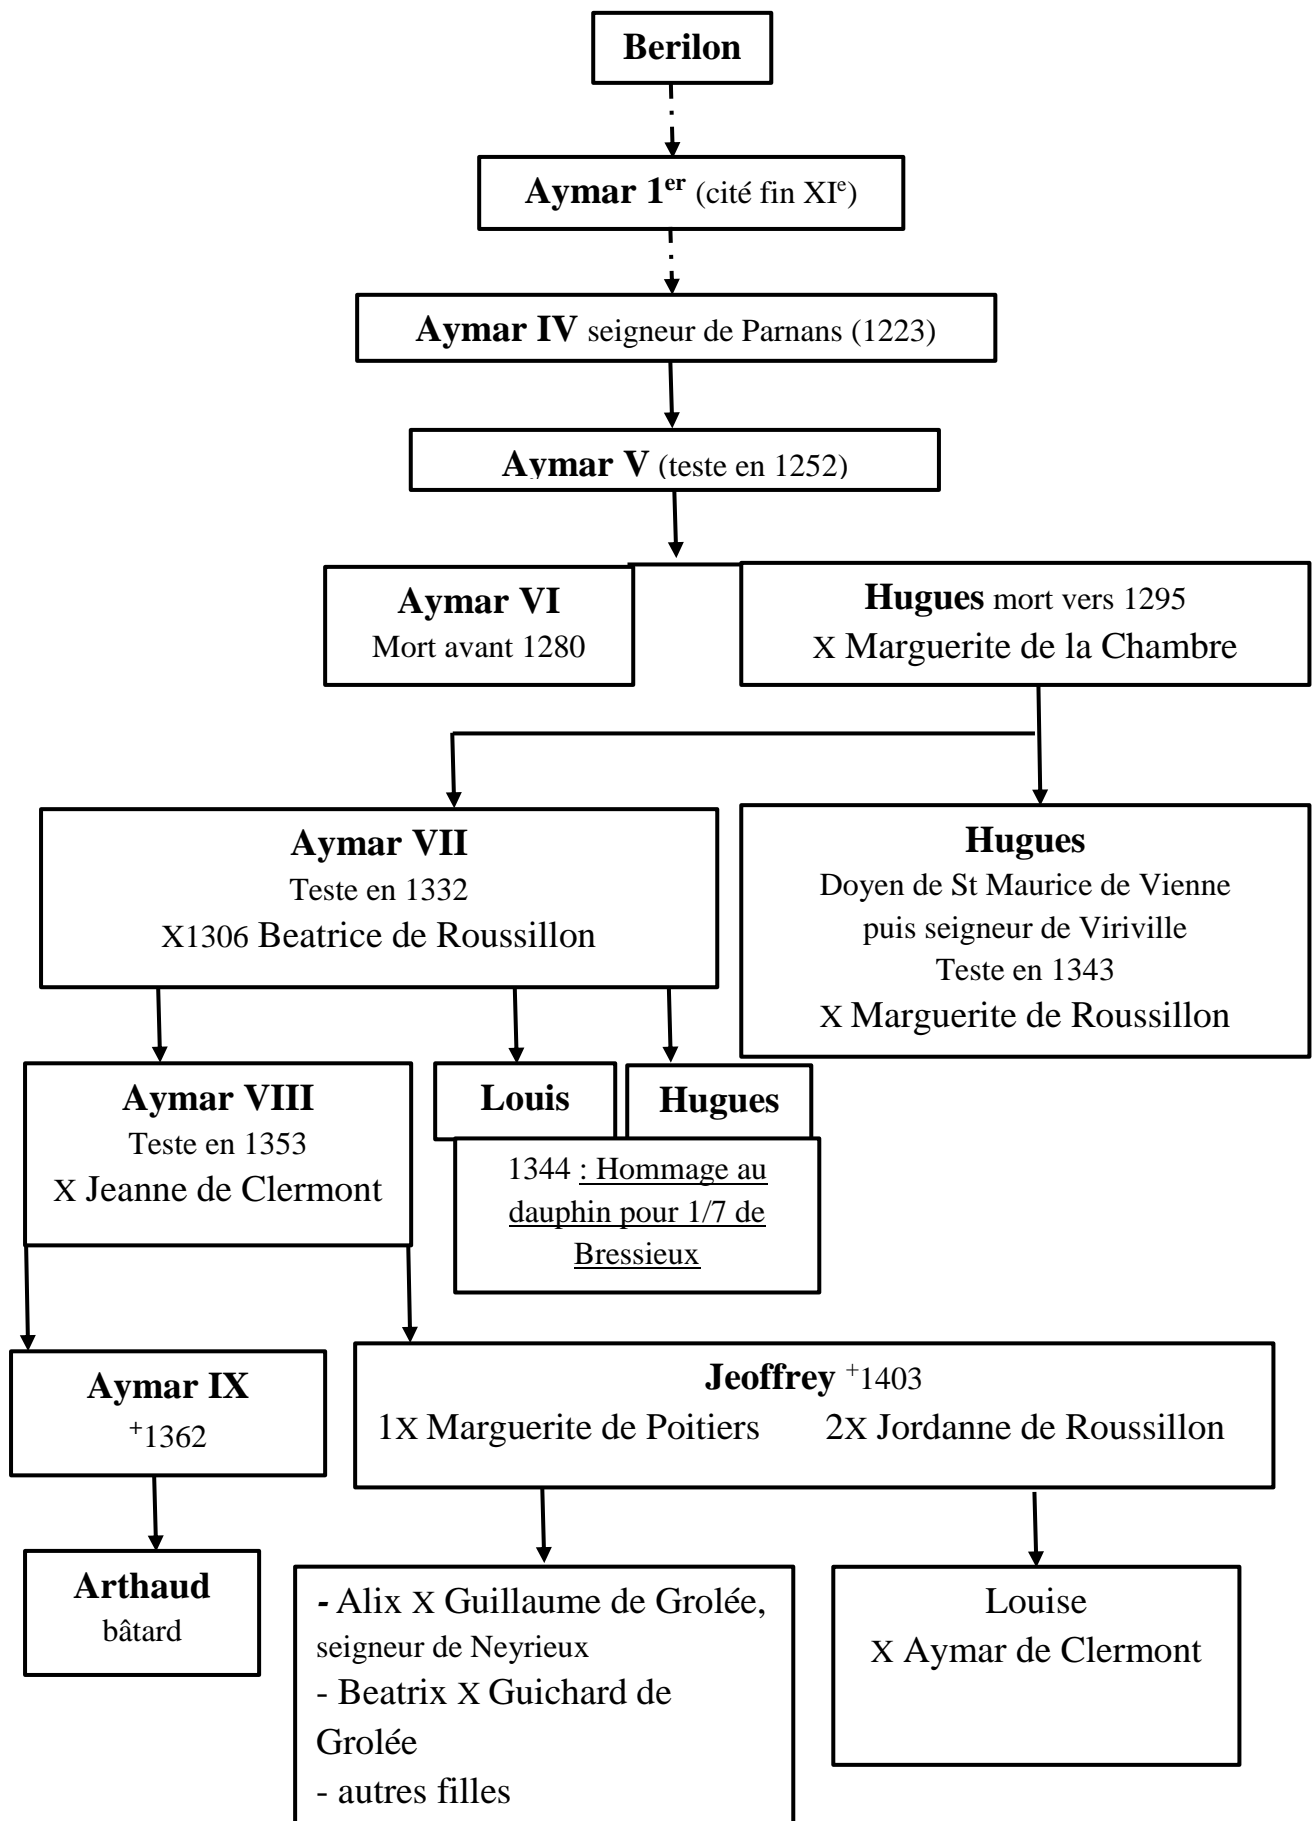 Berilon
Aymar 1er (cité fin XIe)
Aymar IV seigneur de Parnans (1223)
Aymar V (teste en 1252)
Aymar VI
Mort avant 1280
Hugues mort vers 1295
X Marguerite de la Chambre
Aymar VII
Teste en 1332
X1306 Beatrice de Roussillon
Hugues
Doyen de St Maurice de Vienne
puis seigneur de Viriville
Teste en 1343
X Marguerite de Roussillon
Aymar VIII
Teste en 1353
X Jeanne de Clermont
Louis
Hugues
1344 : Hommage au
dauphin pour 1/7 de
Bressieux
Aymar IX
+1362
Jeoffrey +1403
1X Marguerite de Poitiers 2X Jordanne de Roussillon
Arthaud
bâtard
- Alix X Guillaume de Grolée,
seigneur de Neyrieux
- Beatrix X Guichard de
Grolée
- autres filles
Louise
X Aymar de Clermont